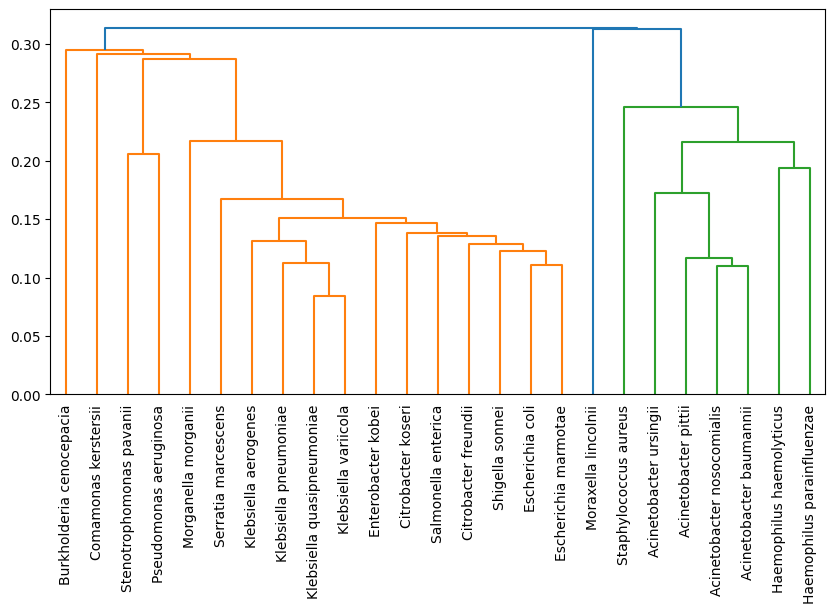 0.30
0.25
0.20
0.15
0.10
0.05
0.00
Burkholderia cenocepacia
Comamonas kerstersii
Stenotrophomonas pavanii
Pseudomonas aeruginosa
Morganella morganii
Serratia marcescens
Klebsiella aerogenes
Klebsiella pneumoniae
Klebsiella quasipneumoniae
Klebsiella variicola
Enterobacter kobei
Citrobacter koseri
Salmonella enterica
Citrobacter freundii
Shigella sonnei
Escherichia coli
Escherichia marmotae
Moraxella lincolnii
Staphylococcus aureus
Acinetobacter ursingii
Acinetobacter pittii
Acinetobacter nosocomialis
Acinetobacter baumannii
Haemophilus haemolyticus
Haemophilus parainfluenzae